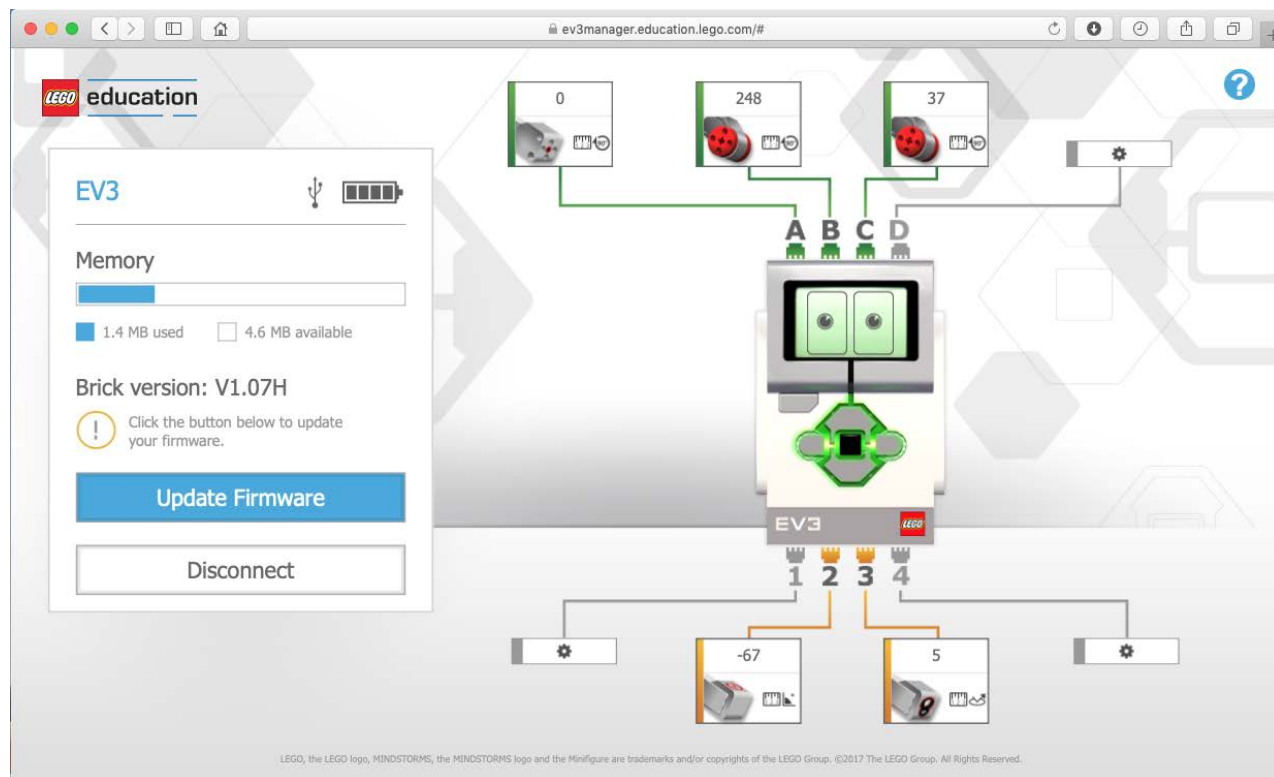 ev3manager.education.lego.com/#
LEGO education
0
248
37
?
EV3
Memory
1.4 MB used
4.6 MB available
Brick version: V1.07H
!
Click the button below to update
your firmware.
Update Firmware
Disconnect
90°
90°
90°
A B C D
EV3
LEGO
1 2 3 4
-67
5
LEGO, the LEGO logo, MINDSTORMS, the MINDSTORMS logo and the Minifigure are trademarks and/or copyrights of the LEGO Group. ©2017 The LEGO Group. All Rights Reserved.